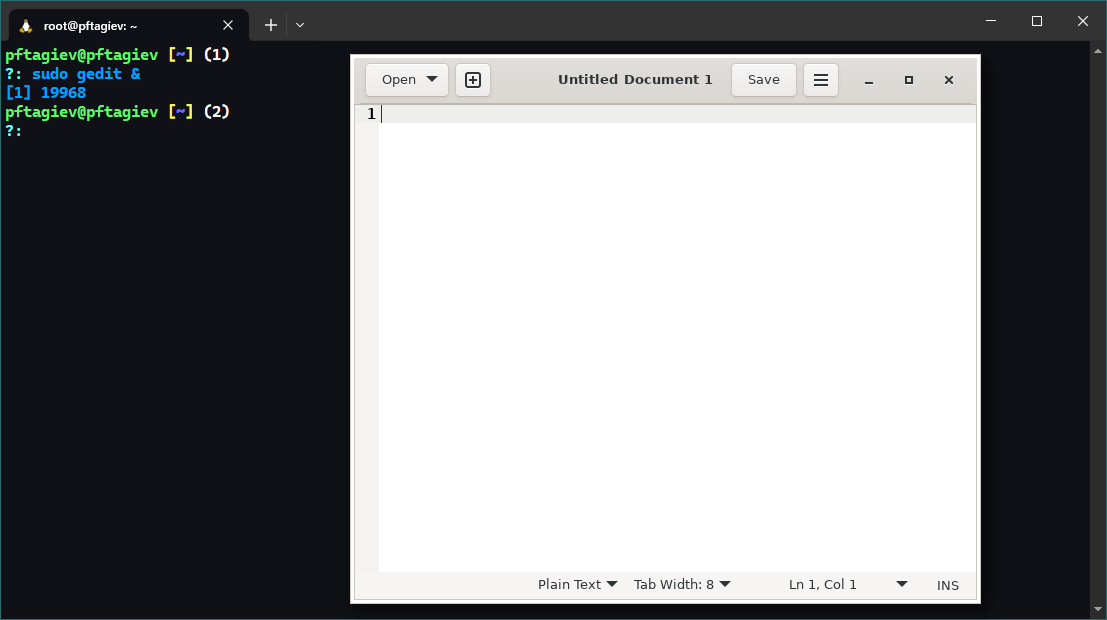 root@pftagiev: ~
pftagiev@pftagiev [~] (1)
?: sudo gedit &
[1] 19968
pftagiev@pftagiev [~] (2)
?:
Open
Untitled Document 1
Save
1
Plain Text
Tab Width: 8
Ln 1, Col 1
INS